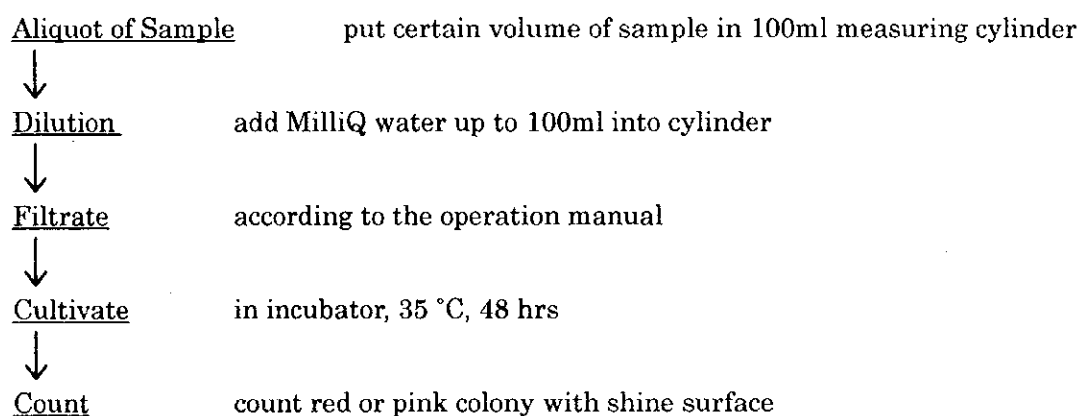 Aliquot of Sample put certain volume of sample in 100ml measuring cylinder
Dilution add MilliQ water up to 100ml into cylinder
Filtrate according to the operation manual
Cultivate in incubator, 35 °C, 48 hrs
Count count red or pink colony with shine surface